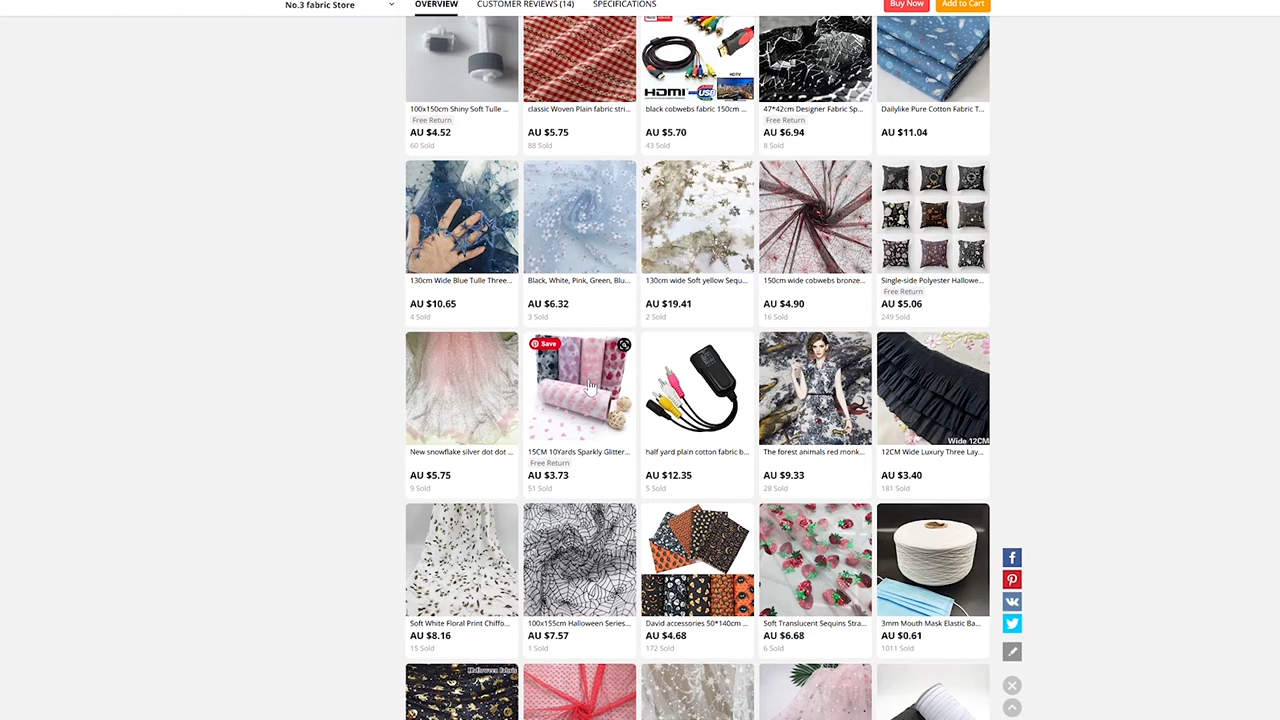 No.3 fabric Store
OVERVIEW
CUSTOMER REVIEWS (14)
SPECIFICATIONS
Buy Now
Add to Cart
HDTV
HDMI
USB
100x150cm Shiny Soft Tulle ...
Free Return
AU $4.52
60 Sold
classic Woven Plain fabric stri...
AU $5.75
88 Sold
black cobwebs fabric 150cm ...
AU $5.70
43 Sold
47*42cm Designer Fabric Sp...
Free Return
AU $6.94
8 Sold
Dailylike Pure Cotton Fabric T...
AU $11.04
130cm Wide Blue Tulle Three...
AU $10.65
4 Sold
Black, White, Pink, Green, Blu...
AU $6.32
3 Sold
130cm wide Soft yellow Sequ...
AU $19.41
2 Sold
150cm wide cobwebs bronze...
AU $4.90
16 Sold
Single-side Polyester Hallowe...
Free Return
AU $5.06
249 Sold
New snowflake silver dot dot ...
AU $5.75
9 Sold
Save
15CM 10Yards Sparkly Glitter...
Free Return
AU $3.73
51 Sold
half yard plain cotton fabric b...
AU $12.35
5 Sold
The forest animals red monk...
AU $9.33
28 Sold
Wide 12CM
12CM Wide Luxury Three Lay...
AU $3.40
181 Sold
Soft White Floral Print Chiffo...
AU $8.16
15 Sold
100x155cm Halloween Series...
AU $7.57
1 Sold
David accessories 50*140cm ...
AU $4.68
172 Sold
Soft Translucent Sequins Stra...
AU $6.68
6 Sold
3mm Mouth Mask Elastic Ba...
AU $0.61
1011 Sold
Halloween fabric